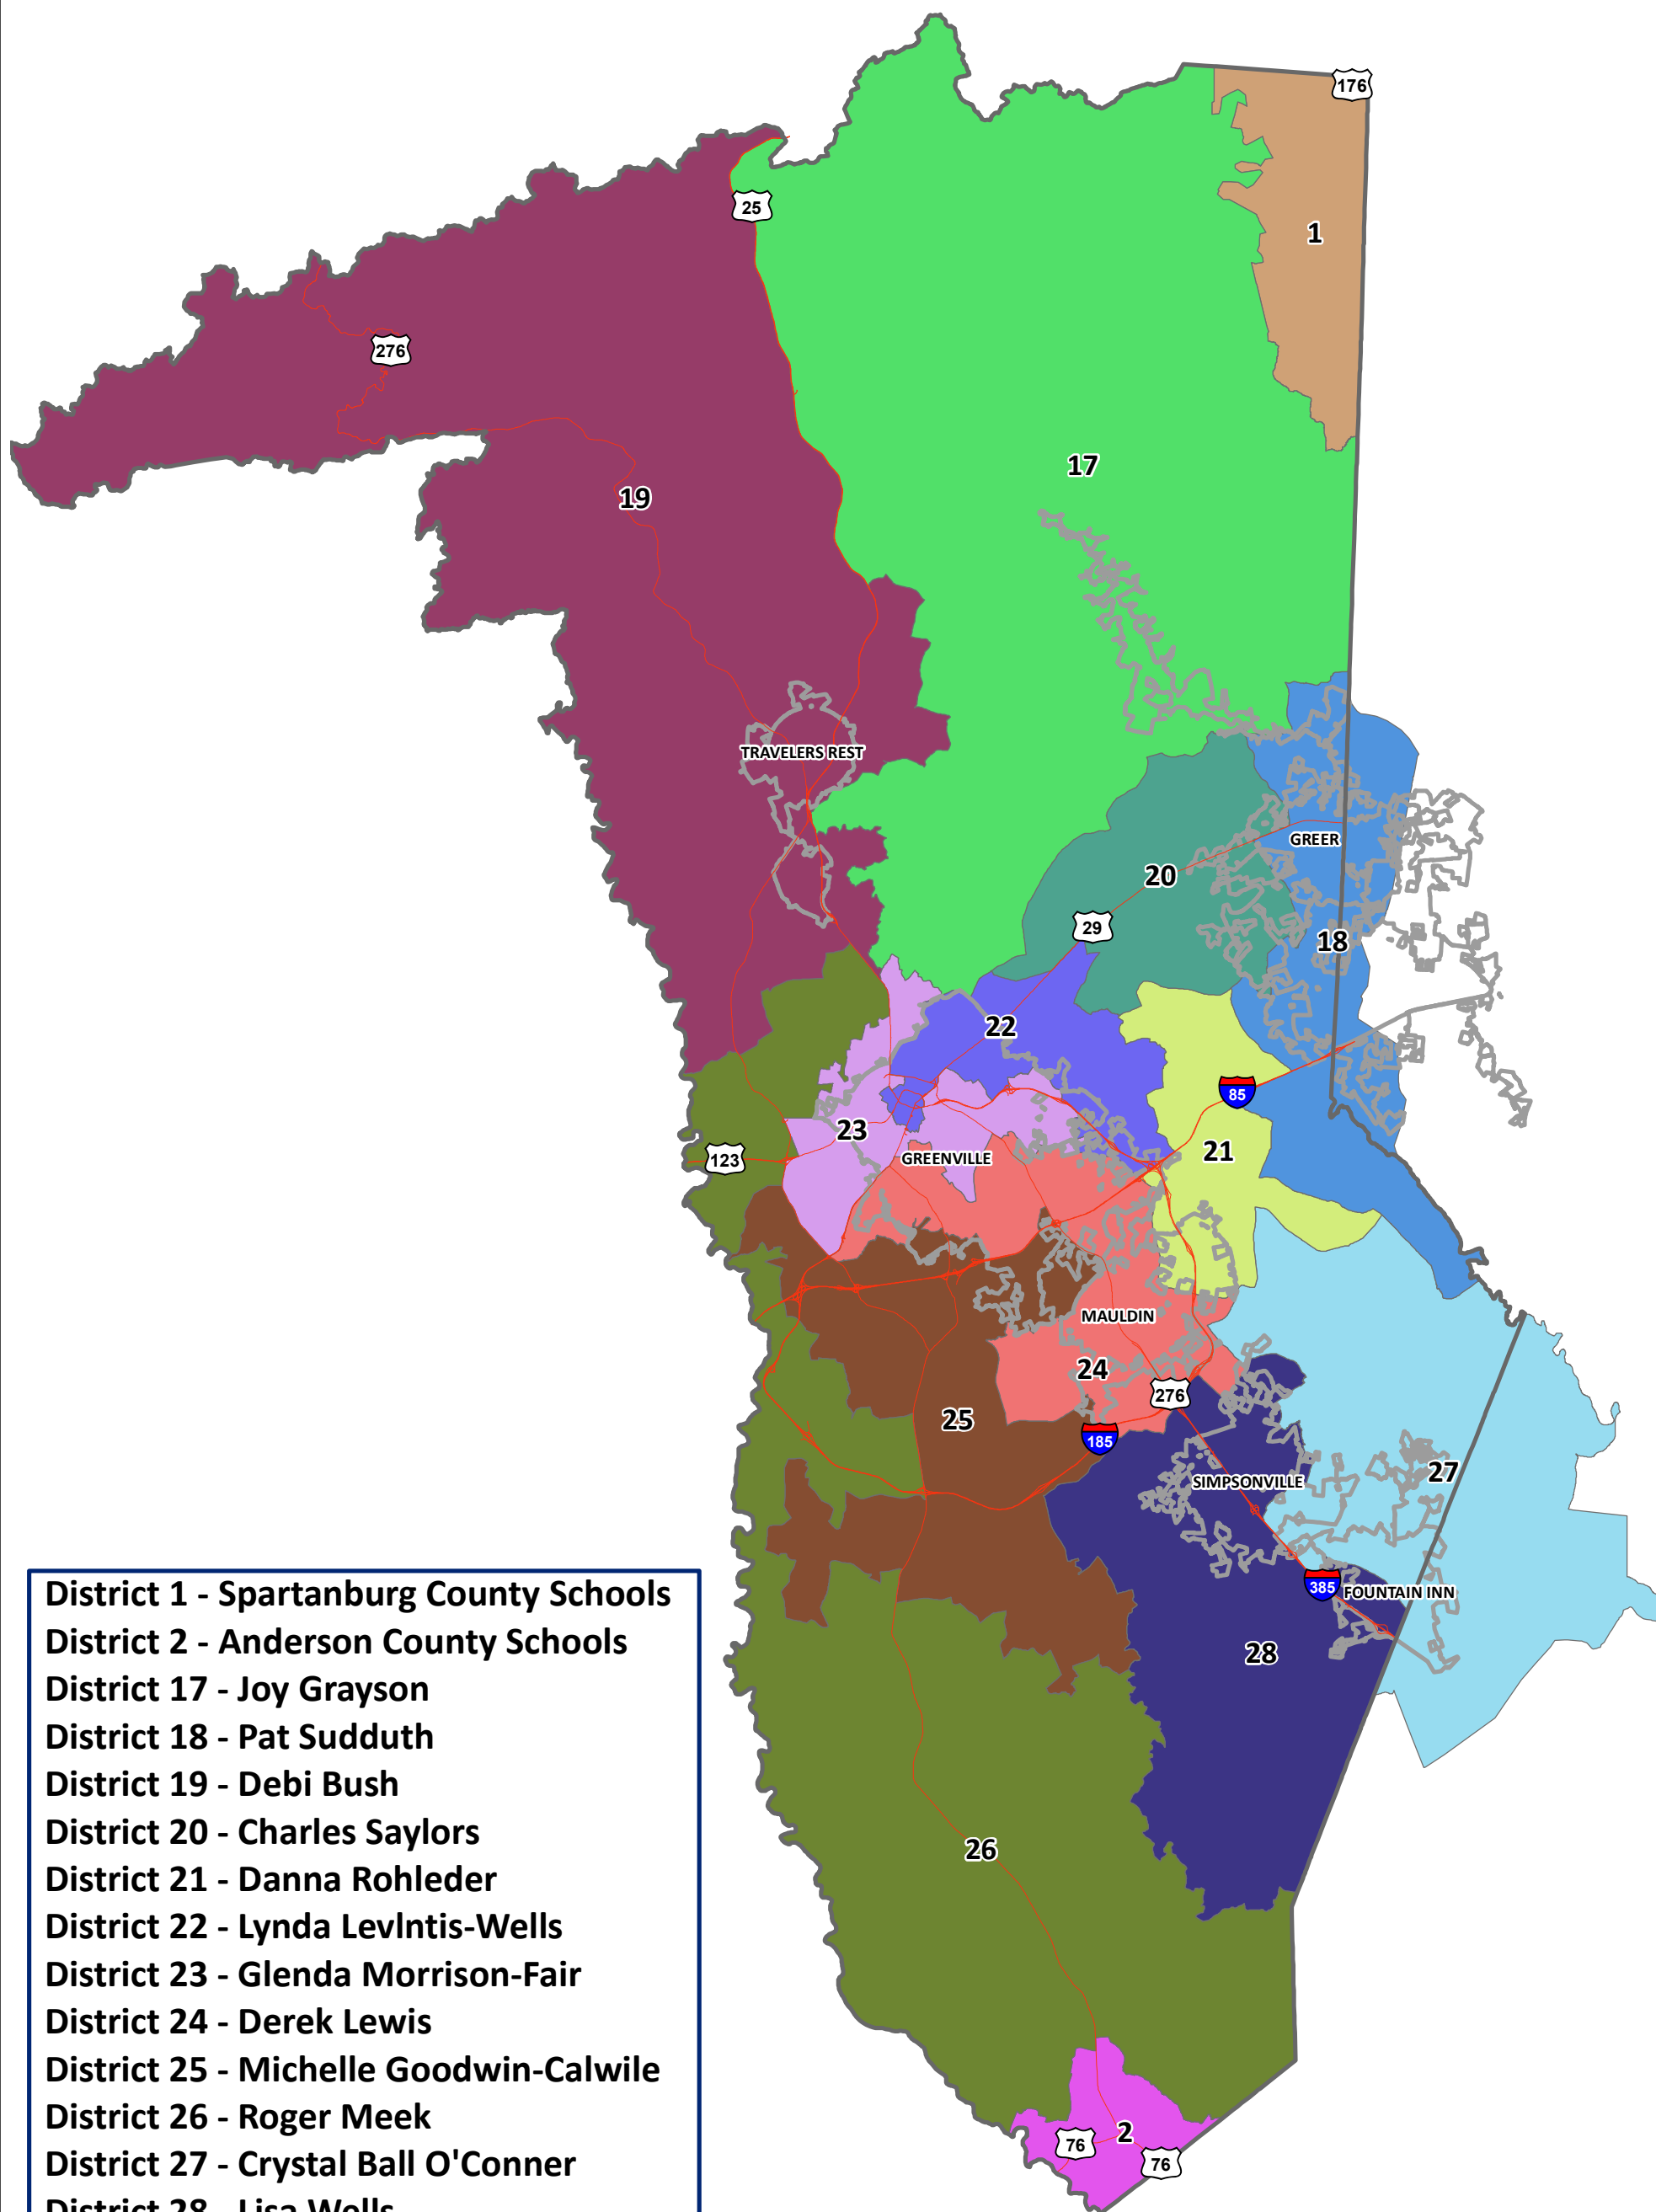 176
25
1
276
17
19
TRAVELERS REST
GREER
20
29
18
22
85
23
21
123
GREENVILLE
MAULDIN
24
276
25
185
27
SIMPSONVILLE
385
FOUNTAIN INN
28
26
2
76
76
District 1 - Spartanburg County Schools
District 2 - Anderson County Schools
District 17 - Joy Grayson
District 18 - Pat Sudduth
District 19 - Debi Bush
District 20 - Charles Saylors
District 21 - Danna Rohleder
District 22 - Lynda Levlntis-Wells
District 23 - Glenda Morrison-Fair
District 24 - Derek Lewis
District 25 - Michelle Goodwin-Calwile
District 26 - Roger Meek
District 27 - Crystal Ball O'Conner
District 28 - Lisa Wells